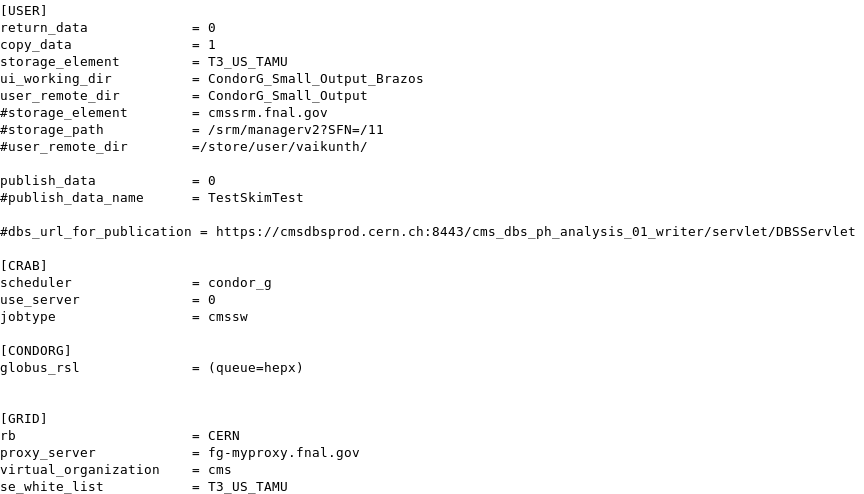 [USER]
return_data             = 0
copy_data               = 1
storage_element         = T3_US_TAMU
ui_working_dir          = CondorG_Small_Output_Brazos
user_remote_dir         = CondorG_Small_Output
#storage_element        = cmssrm.fnal.gov
#storage_path           = /srm/managerv2?SFN=/11
#user_remote_dir        =/store/user/vaikunth/

publish_data            = 0
#publish_data_name      = TestSkimTest

#dbs_url_for_publication = https://cmsdbsprod.cern.ch:8443/cms_dbs_ph_analysis_01_writer/servlet/DBSServlet

[CRAB]
scheduler               = condor_g
use_server              = 0
jobtype                 = cmssw

[CONDORG]
globus_rsl              = (queue=hepx)


[GRID]
rb                      = CERN
proxy_server            = fg-myproxy.fnal.gov
virtual_organization    = cms
se_white_list           = T3_US_TAMU